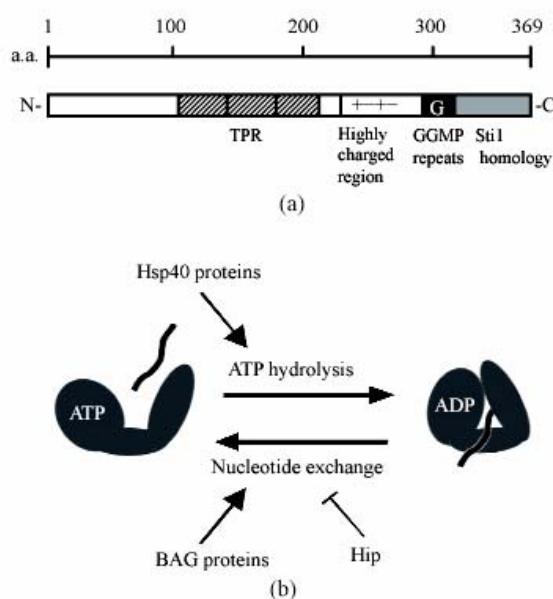 1 100 200 300 369
a.a.
N- G -C
TPR Highly charged region GGMP repeats Sti1 homology
(a)
Hsp40 proteins
ATP hydrolysis
ATP ADP
Nucleotide exchange
BAG proteins Hip
(b)